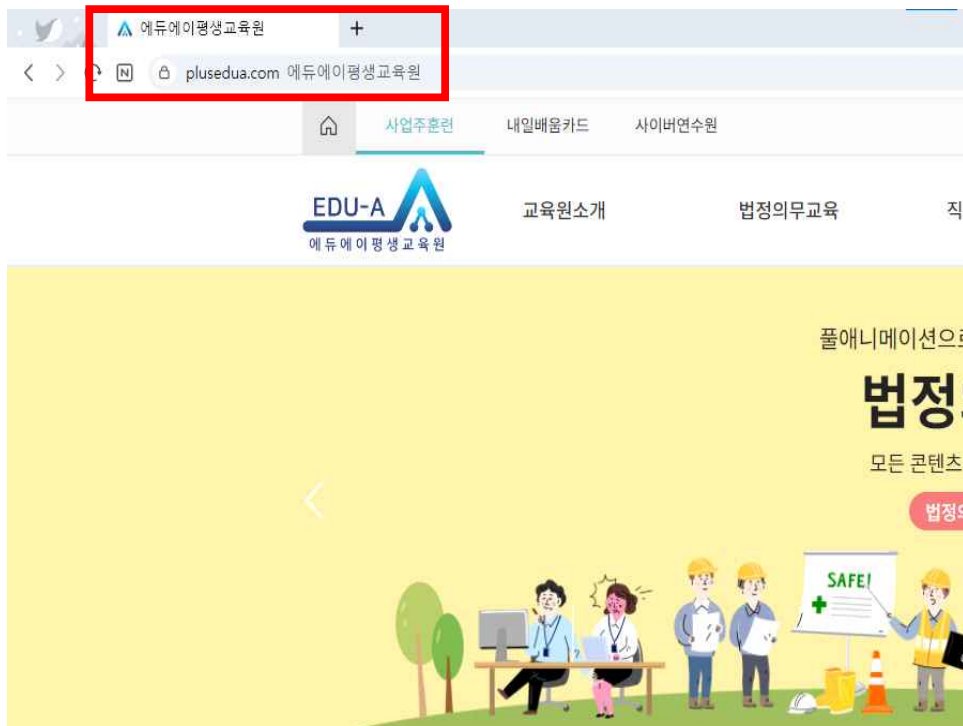 에듀에이평생교육원
N plusedua.com 에듀에이평생교육원
사업주훈련 내일배움카드 사이버연수원
EDU-A
에듀에이평생교육원
교육원소개 법정의무교육 직
풀애니메이션으로
법정
모든 콘텐츠
법정의
SAFE!